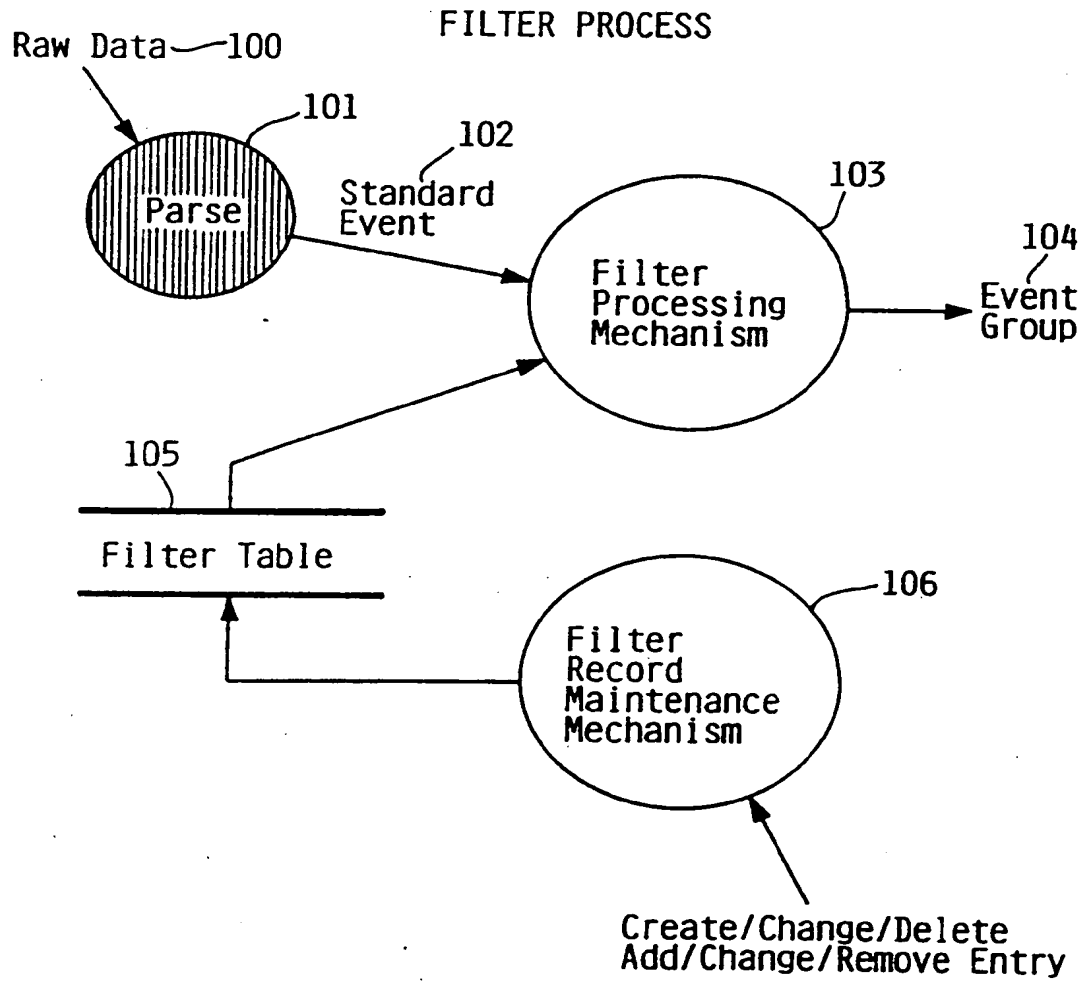 FILTER PROCESS
Raw Data 100
101
102
Standard
Event
Parse
103
Filter
Processing
Mechanism
104
Event
Group
105
Filter Table
106
Filter
Record
Maintenance
Mechanism
Create/Change/Delete
Add/Change/Remove Entry